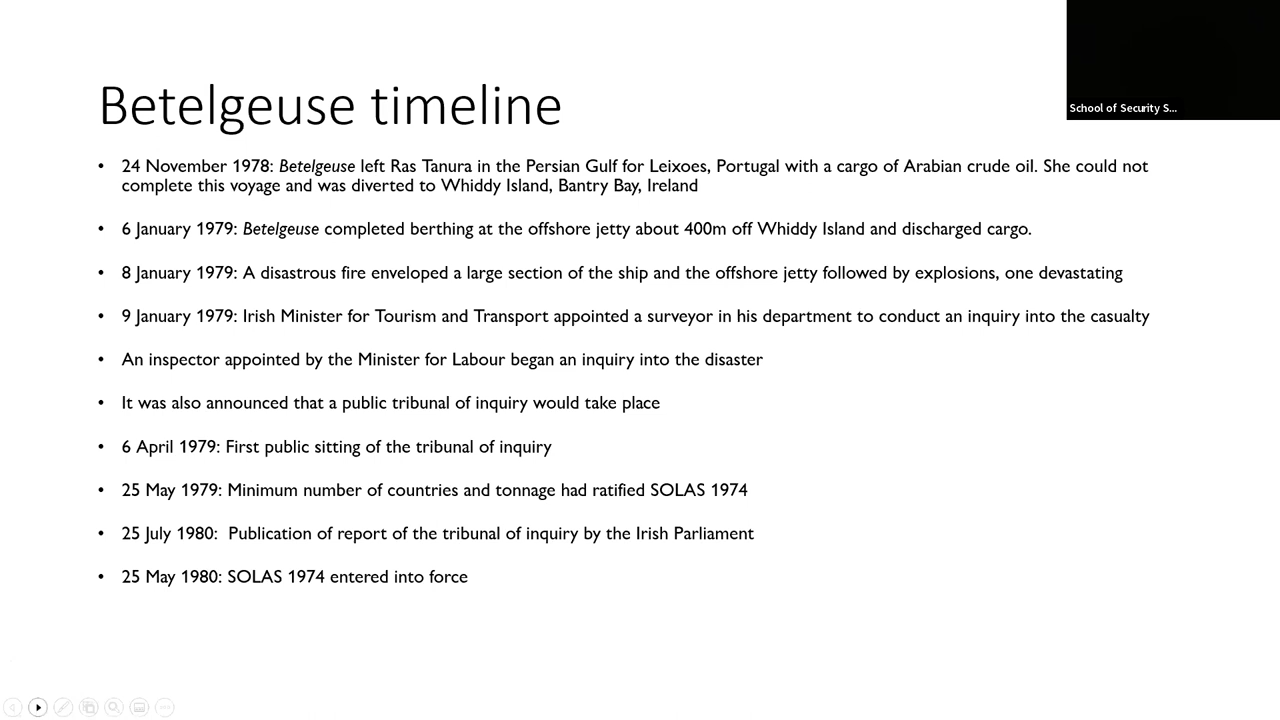 School of Security S...
Betelgeuse timeline
• 24 November 1978: Betelgeuse left Ras Tanura in the Persian Gulf for Leixoes, Portugal with a cargo of Arabian crude oil. She could not
complete this voyage and was diverted to Whiddy Island, Bantry Bay, Ireland
• 6 January 1979: Betelgeuse completed berthing at the offshore jetty about 400m off Whiddy Island and discharged cargo.
• 8 January 1979: A disastrous fire enveloped a large section of the ship and the offshore jetty followed by explosions, one devastating
• 9 January 1979: Irish Minister for Tourism and Transport appointed a surveyor in his department to conduct an inquiry into the casualty
• An inspector appointed by the Minister for Labour began an inquiry into the disaster
• It was also announced that a public tribunal of inquiry would take place
• 6 April 1979: First public sitting of the tribunal of inquiry
• 25 May 1979: Minimum number of countries and tonnage had ratified SOLAS 1974
• 25 July 1980:  Publication of report of the tribunal of inquiry by the Irish Parliament
• 25 May 1980: SOLAS 1974 entered into force